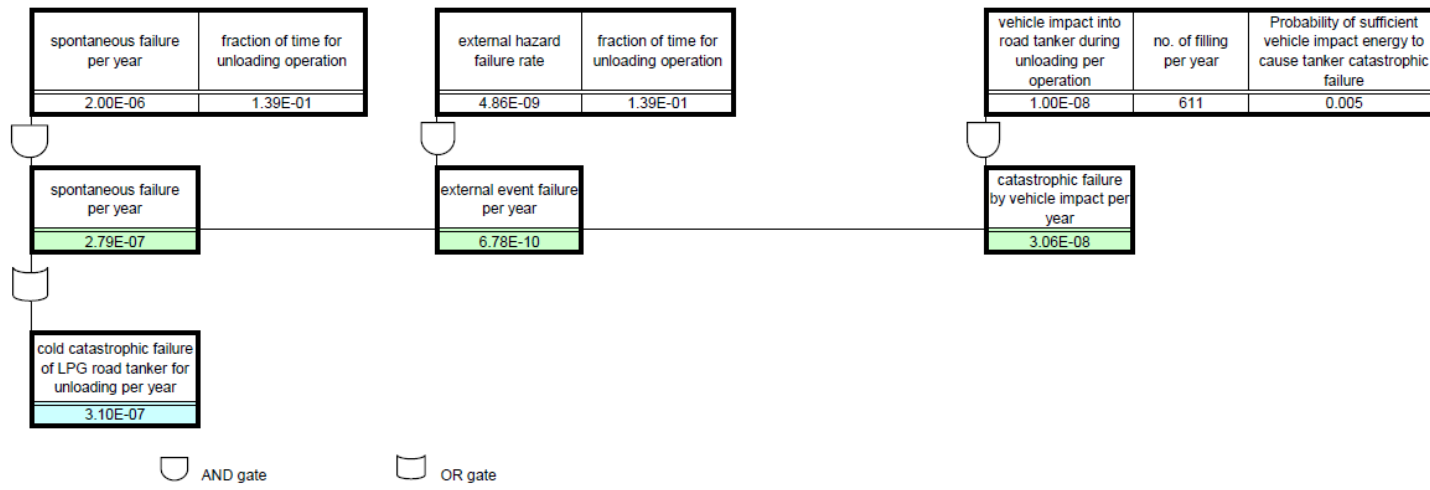 spontaneous failure
per year
fraction of time for
unloading operation
2.00E-06
1.39E-01
external hazard
failure rate
fraction of time for
unloading operation
4.86E-09
1.39E-01
vehicle impact into
road tanker during
unloading per
operation
no. of filling
per year
Probability of sufficient
vehicle impact energy to
cause tanker catastrophic
failure
1.00E-08
611
0.005
spontaneous failure
per year
2.79E-07
external event failure
per year
6.78E-10
catastrophic failure
by vehicle impact per
year
3.06E-08
cold catastrophic failure
of LPG road tanker for
unloading per year
3.10E-07
AND gate
OR gate